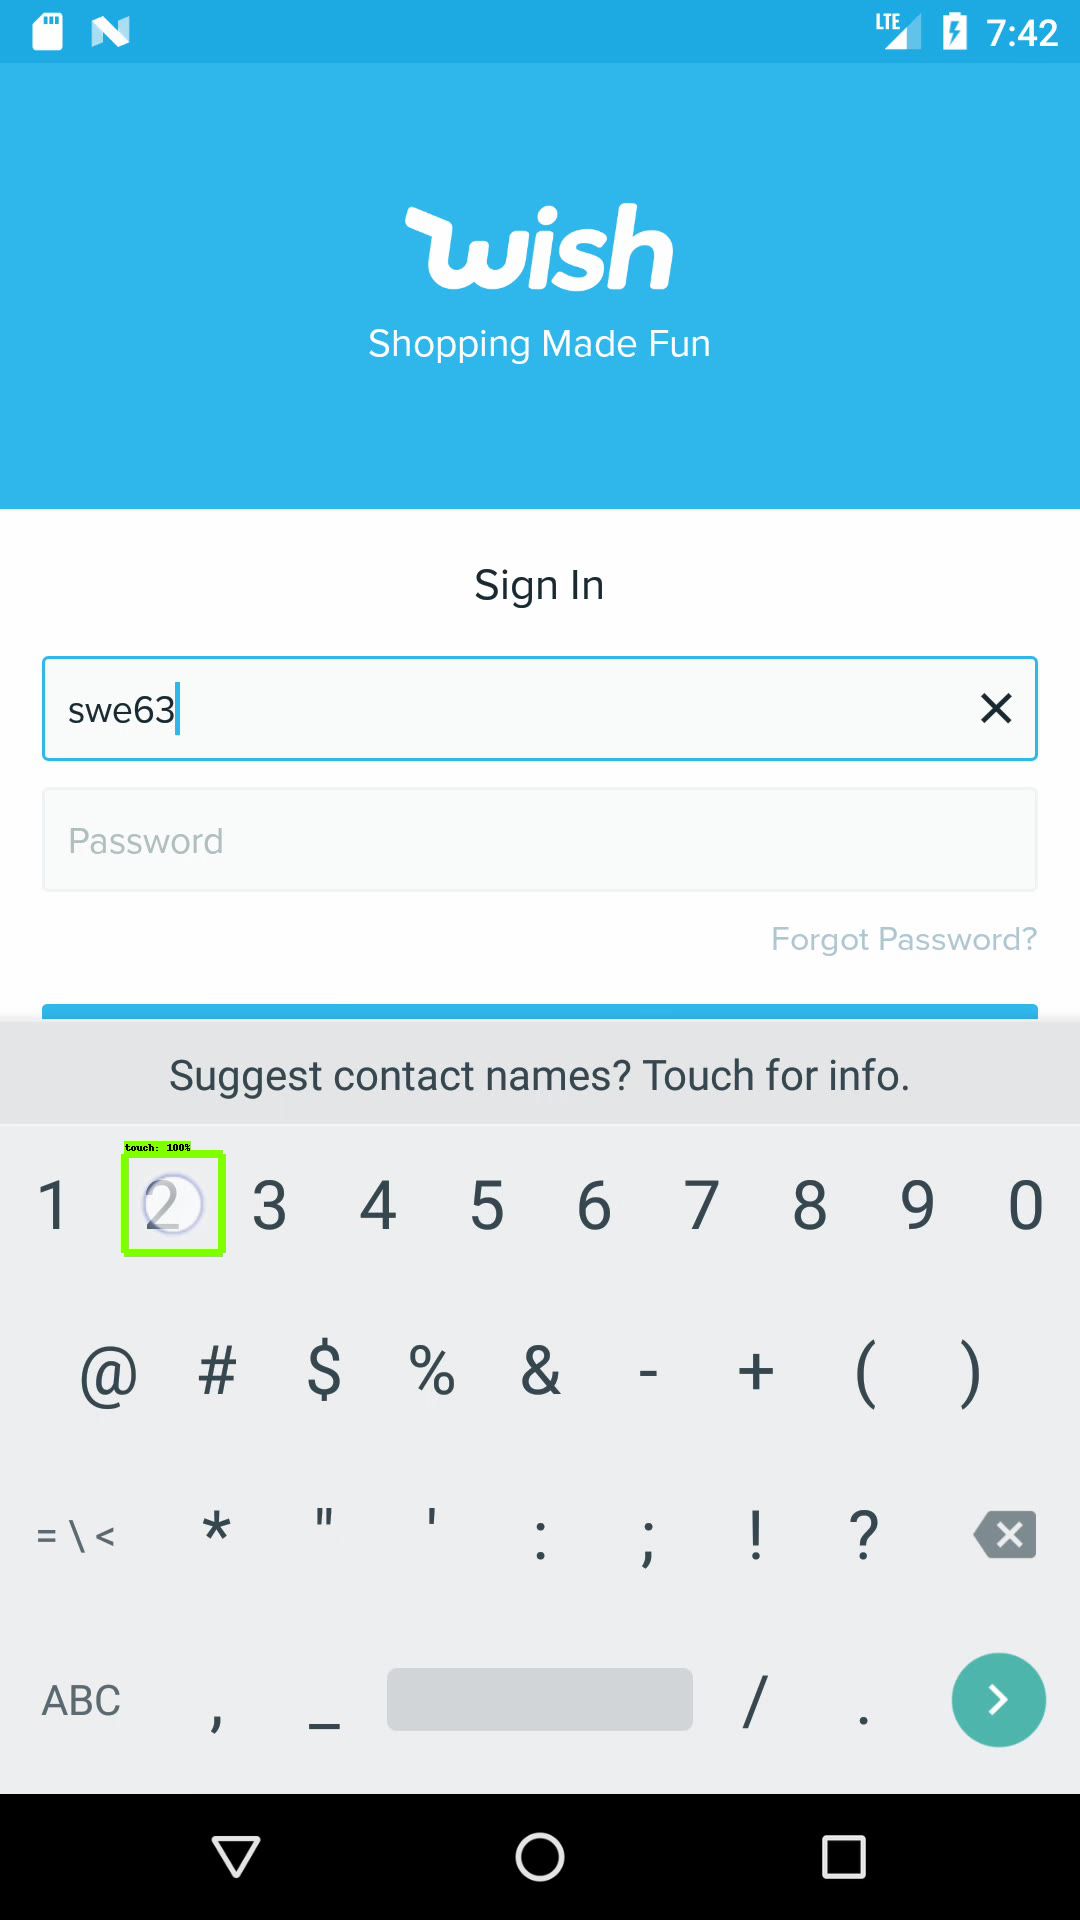 LTE 7:42
wish
Shopping Made Fun
Sign In
swe63
Password
Forgot Password?
Suggest contact names? Touch for info.
touch: 100%
1 2 3 4 5 6 7 8 9 0
@ # $ % & - + ( )
= \ < * " ' : ; ! ?
ABC , _ / .